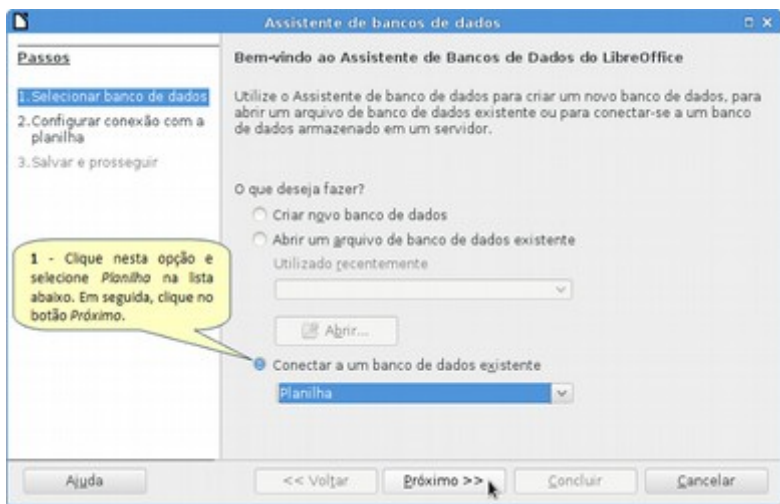 Assistente de bancos de dados
Passos
1.Selecionar banco de dados
2.Configurar conexão com a
planilha
3.Salvar e prosseguir
Bem-vindo ao Assistente de Bancos de Dados do LibreOffice
Utilize o Assistente de banco de dados para criar um novo banco de dados, para
abrir um arquivo de banco de dados existente ou para conectar-se a um banco
de dados armazenado em um servidor.
O que deseja fazer?
Criar novo banco de dados
Abrir um arquivo de banco de dados existente
Utilizado recentemente
Abrir...
1 - Clique nesta opção e
selecione Planilha na lista
abaixo. Em seguida, clique no
botão Próximo.
Conectar a um banco de dados existente
Planilha
Ajuda
<< Voltar
Próximo >>
Concluir
Cancelar